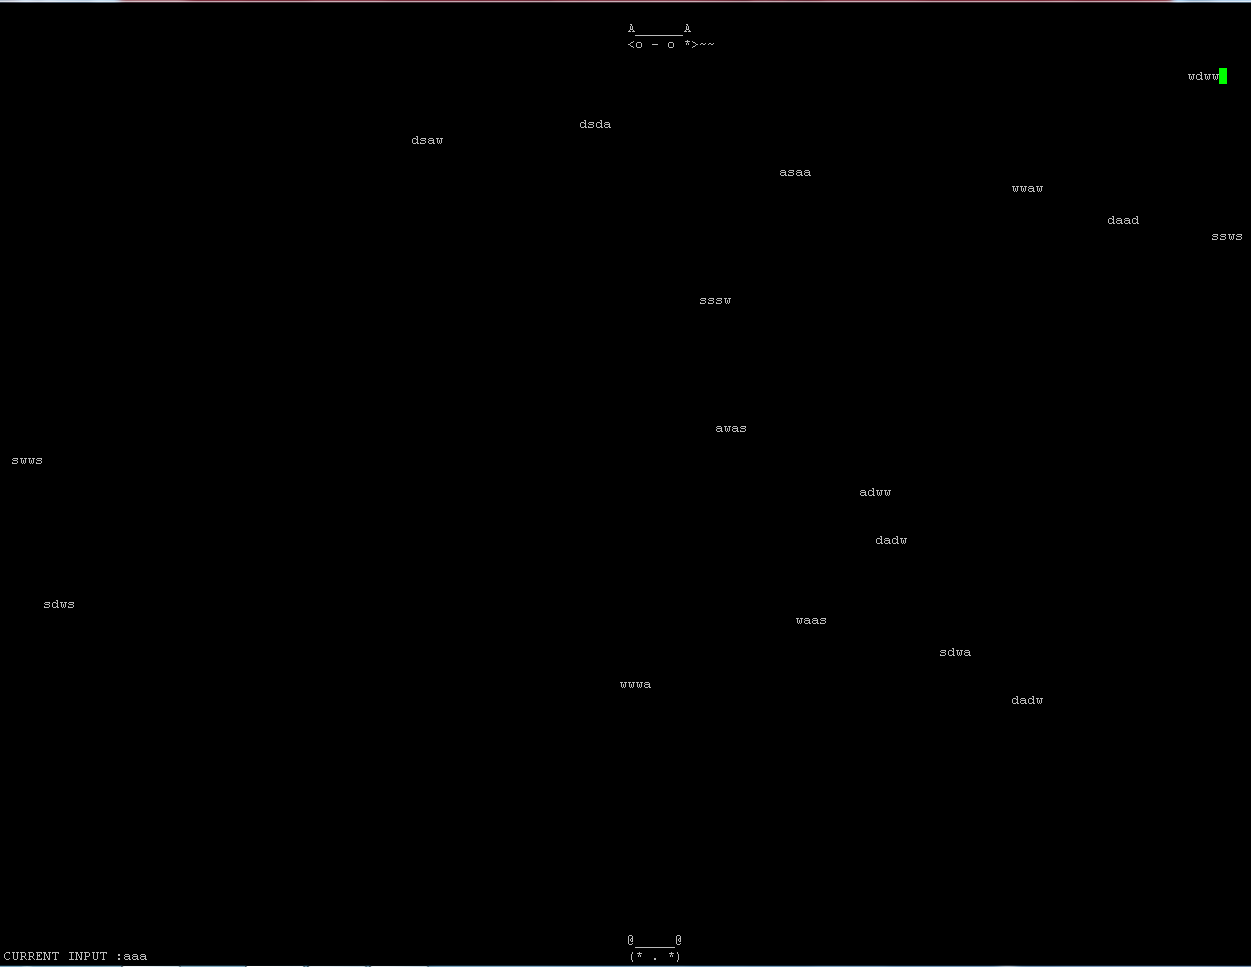 A______A
<o - o *>~~
wdww
dsda
dsaw
asaa
wwaw
daad
ssws
sssw
awas
swws
adww
dadw
sdws
waas
sdwa
wwwa
dadw
@_____@
CURRENT INPUT :aaa (* . *)